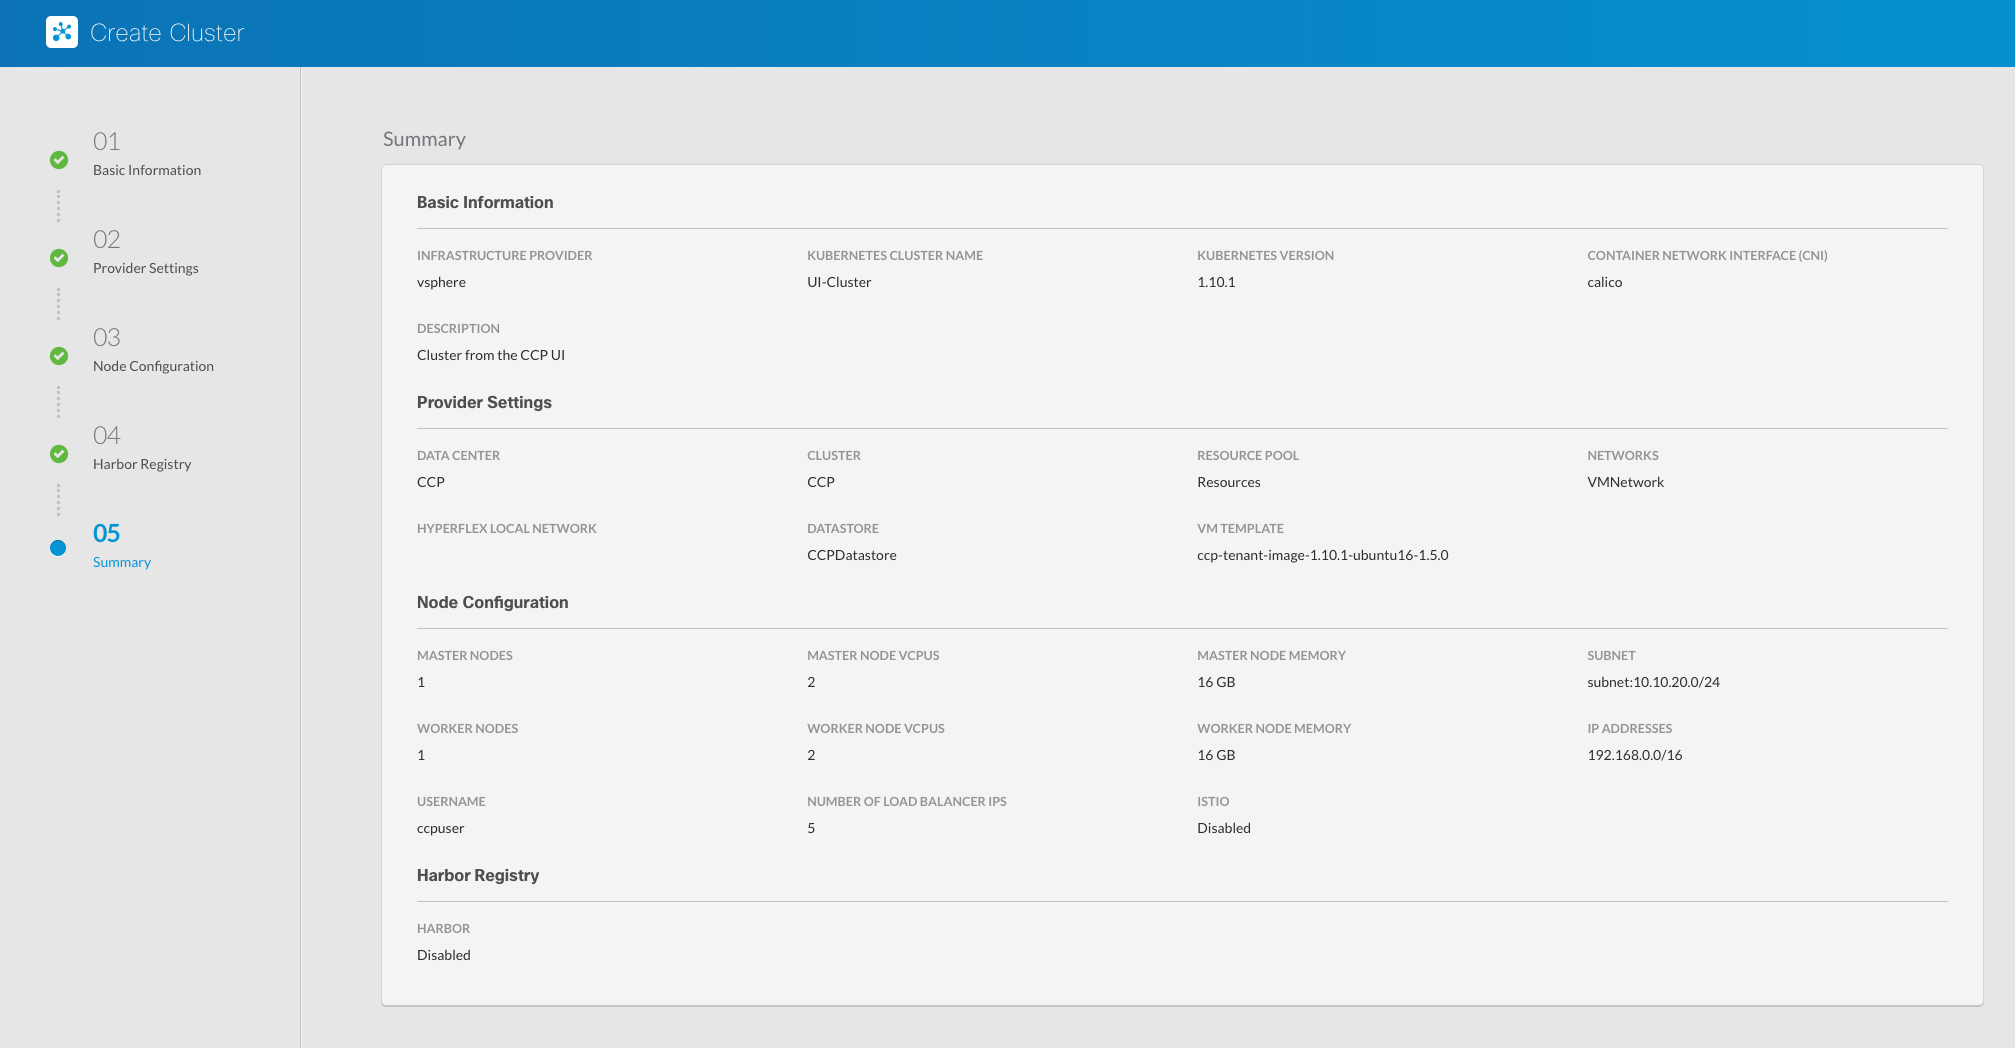 Create Cluster
01
Basic Information
02
Provider Settings
03
Node Configuration
04
Harbor Registry
05
Summary
Summary
Basic Information
INFRASTRUCTURE PROVIDER KUBERNETES CLUSTER NAME KUBERNETES VERSION CONTAINER NETWORK INTERFACE (CNI)
vsphere UI-Cluster 1.10.1 calico
DESCRIPTION
Cluster from the CCP UI
Provider Settings
DATA CENTER CLUSTER RESOURCE POOL NETWORKS
CCP CCP Resources VMNetwork
HYPERFLEX LOCAL NETWORK DATASTORE VM TEMPLATE
CCPDatastore ccp-tenant-image-1.10.1-ubuntu16-1.5.0
Node Configuration
MASTER NODES MASTER NODE VCPUS MASTER NODE MEMORY SUBNET
1 2 16 GB subnet:10.10.20.0/24
WORKER NODES WORKER NODE VCPUS WORKER NODE MEMORY IP ADDRESSES
1 2 16 GB 192.168.0.0/16
USERNAME NUMBER OF LOAD BALANCER IPS ISTIO
ccpuser 5 Disabled
Harbor Registry
HARBOR
Disabled